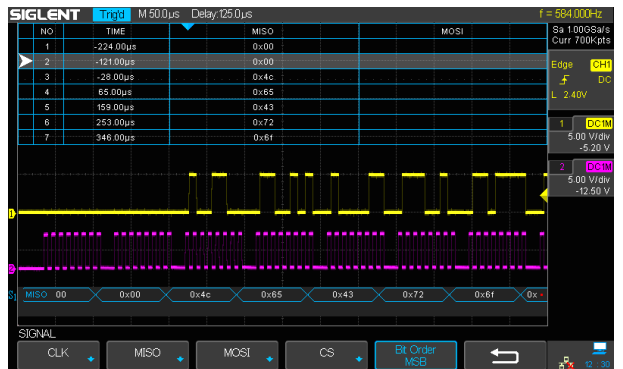 SIGLENT Trig'd M 50.0µs Delay:125.0µs f = 584.000Hz
Sa 1.00GSa/s
Curr 700Kpts
NO TIME MISO MOSI
1 -224.00µs 0x00
2 -121.00µs 0x00
3 -28.00µs 0x4c
4 65.00µs 0x65
5 159.00µs 0x43
6 253.00µs 0x72
7 346.00µs 0x6f
Edge CH1
DC
L 2.40V
1 DC1M
5.00 V/div
-5.20 V
2 DC1M
5.00 V/div
-12.50 V
1
2
S1 MISO 00 0x00 0x4c 0x65 0x43 0x72 0x6f 0x
SIGNAL
CLK MISO MOSI CS Bit Order
MSB
12:30